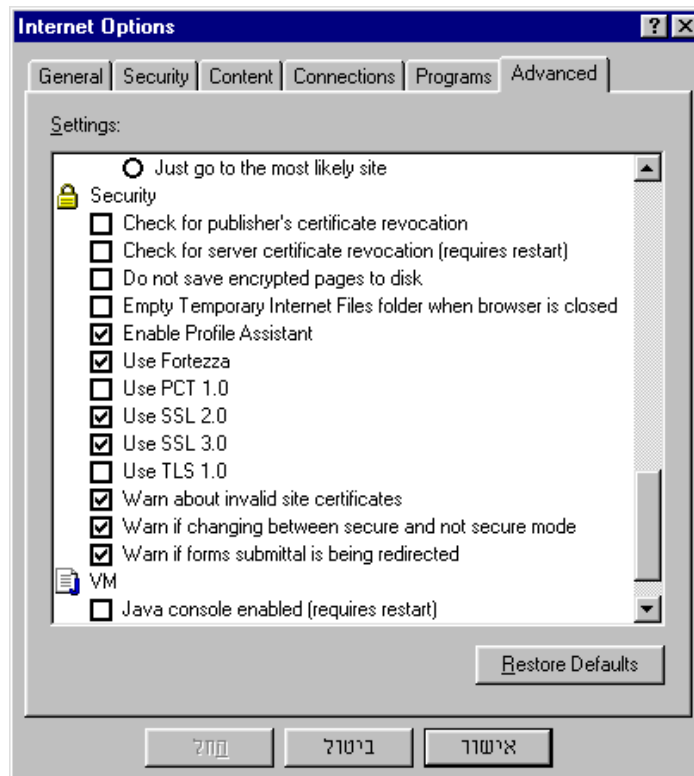 Internet Options
General Security Content Connections Programs Advanced
Settings:
Just go to the most likely site
Security
Check for publisher's certificate revocation
Check for server certificate revocation (requires restart)
Do not save encrypted pages to disk
Empty Temporary Internet Files folder when browser is closed
Enable Profile Assistant
Use Fortezza
Use PCT 1.0
Use SSL 2.0
Use SSL 3.0
Use TLS 1.0
Warn about invalid site certificates
Warn if changing between secure and not secure mode
Warn if forms submittal is being redirected
VM
Java console enabled (requires restart)
Restore Defaults
אישור ביטול החל